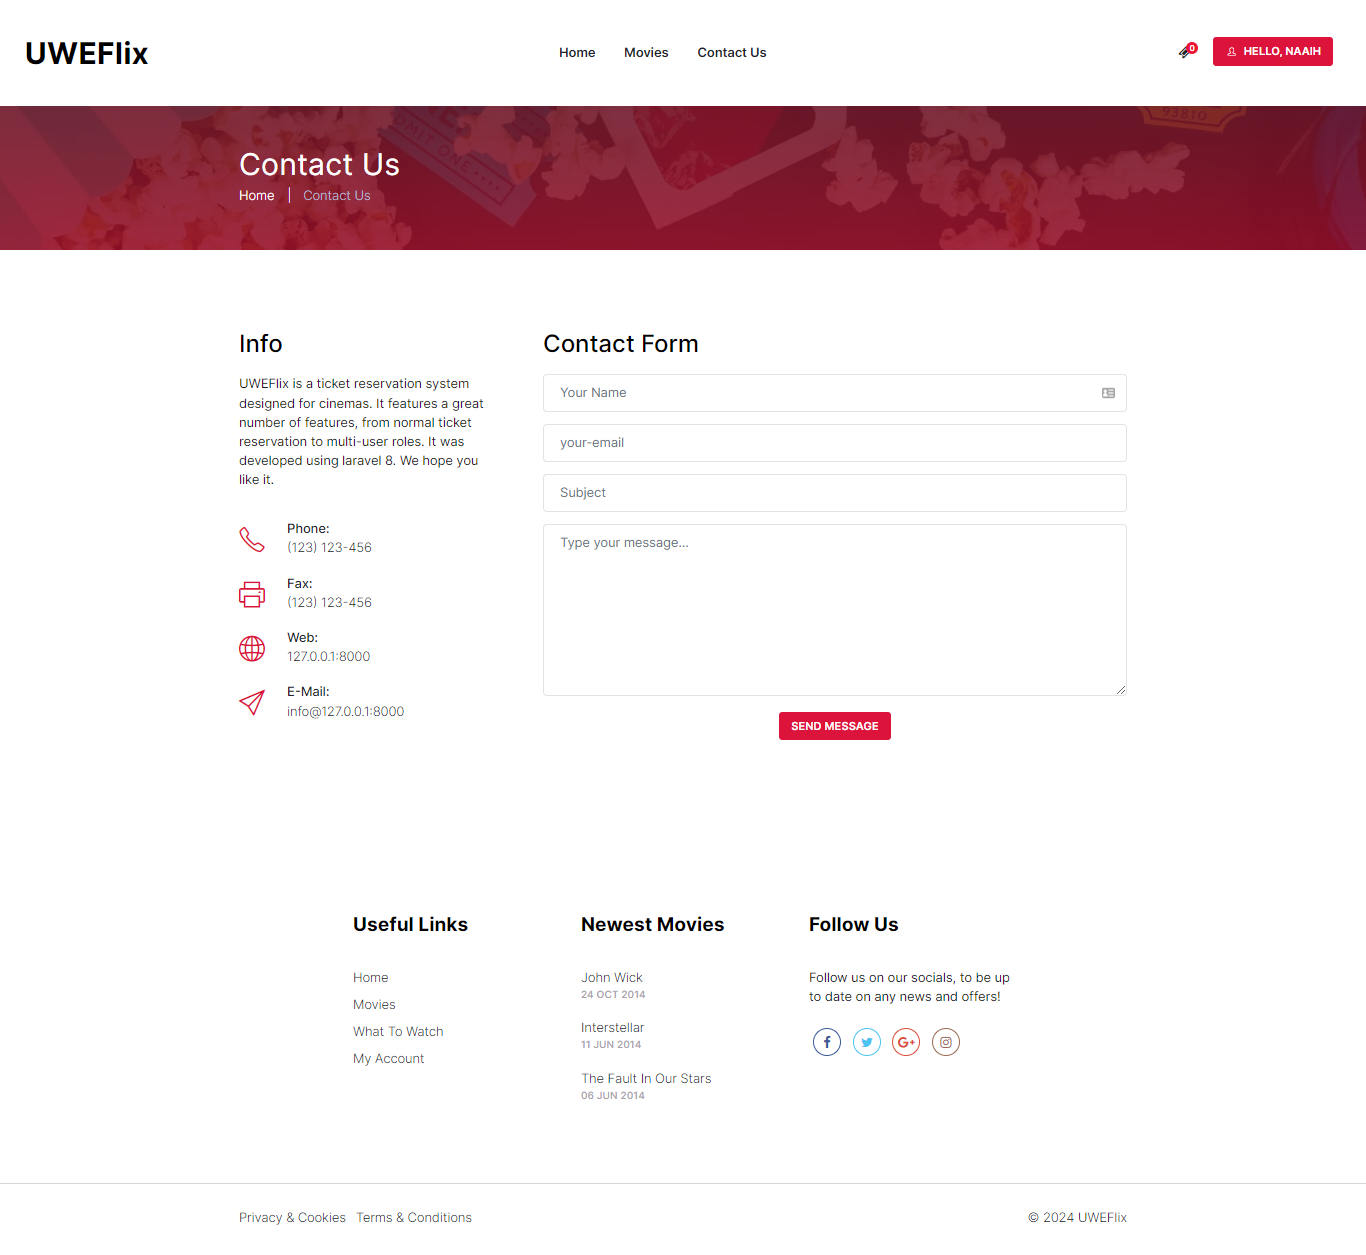 UWEFlix
Home Movies Contact Us
0
HELLO, NAAIH
ADMIT ONE
93810
Contact Us
Home Contact Us
Info
UWEFlix is a ticket reservation system
designed for cinemas. It features a great
number of features, from normal ticket
reservation to multi-user roles. It was
developed using laravel 8. We hope you
like it.
Phone:
(123) 123-456
Fax:
(123) 123-456
Web:
127.0.0.1:8000
E-Mail:
info@127.0.0.1:8000
Contact Form
Your Name
your-email
Subject
Type your message...
SEND MESSAGE
Useful Links
Home
Movies
What To Watch
My Account
Newest Movies
John Wick
24 OCT 2014
Interstellar
11 JUN 2014
The Fault In Our Stars
06 JUN 2014
Follow Us
Follow us on our socials, to be up
to date on any news and offers!
Privacy & Cookies Terms & Conditions
© 2024 UWEFlix